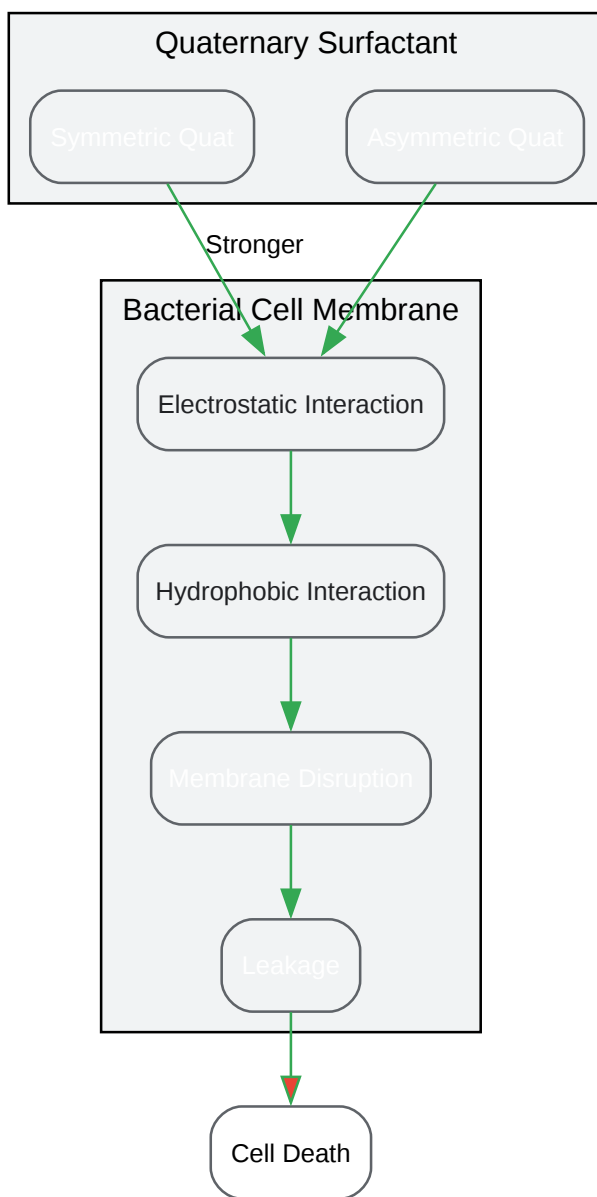 Quaternary Surfactant
Symmetric Quat
Asymmetric Quat
Stronger
Bacterial Cell Membrane
Electrostatic Interaction
Hydrophobic Interaction
Membrane Disruption
Leakage
Cell Death